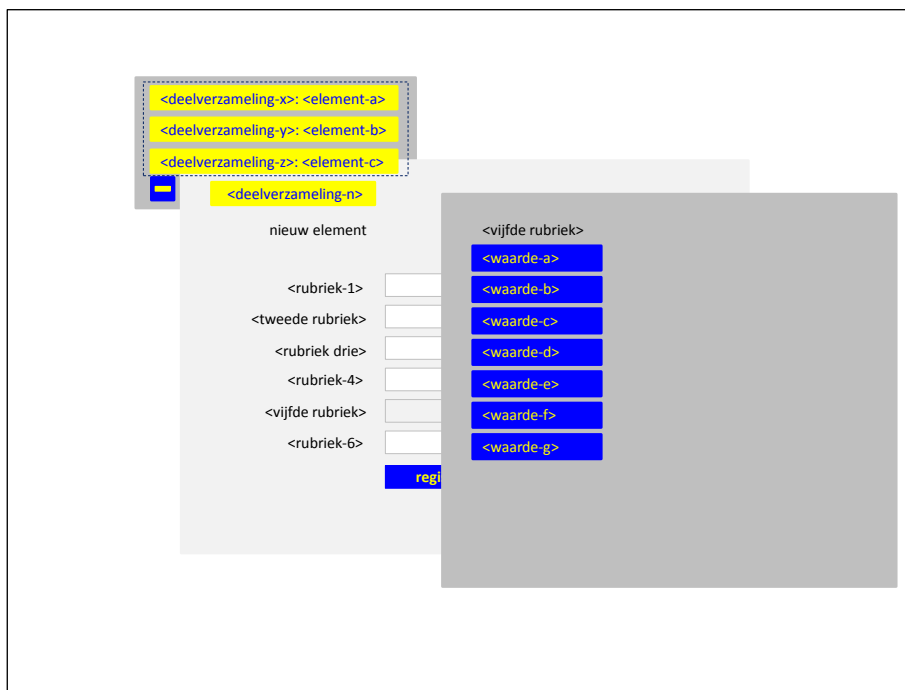 <deelverzameling-x>: <element-a>
<deelverzameling-y>: <element-b>
<deelverzameling-z>: <element-c>
<deelverzameling-n>
nieuw element
<rubriek-1>
<tweede rubriek>
<rubriek drie>
<rubriek-4>
<vijfde rubriek>
<rubriek-6>
regi
<vijfde rubriek>
<waarde-a>
<waarde-b>
<waarde-c>
<waarde-d>
<waarde-e>
<waarde-f>
<waarde-g>